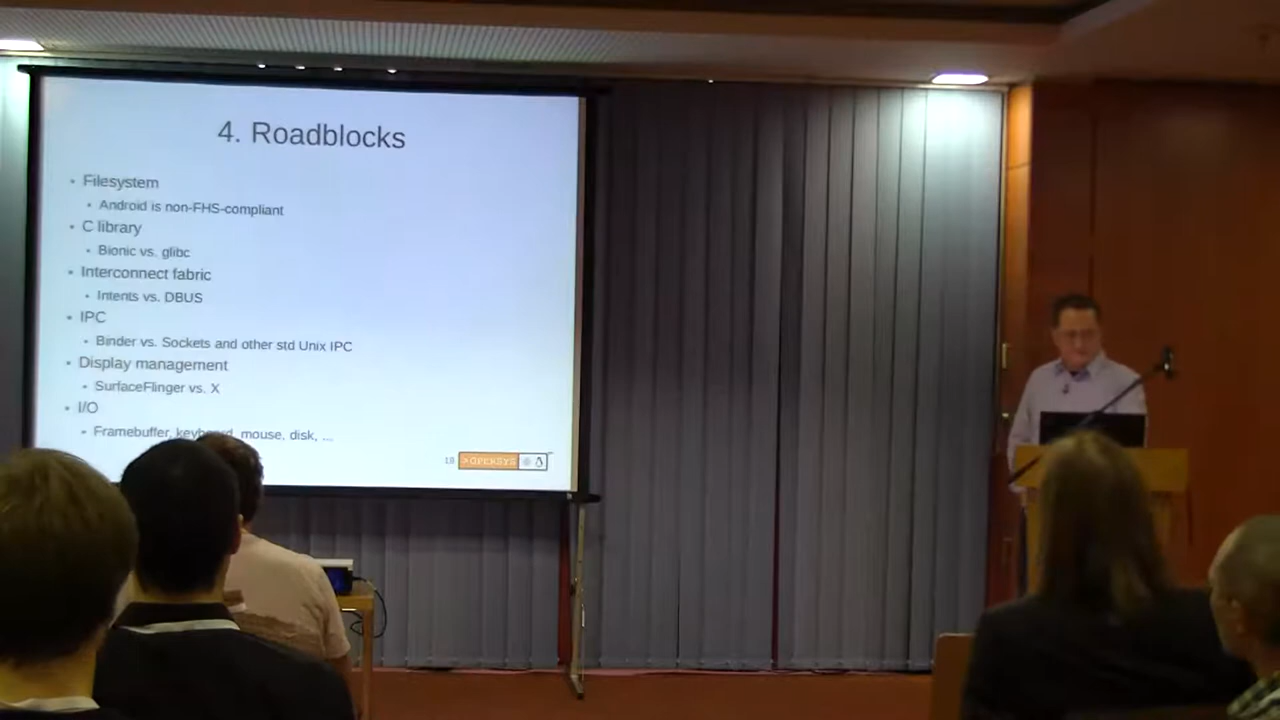 4. Roadblocks
• Filesystem
• Android is non-FHS-compliant
• C library
• Bionic vs. glibc
• Interconnect fabric
• Intents vs. DBUS
• IPC
• Binder vs. Sockets and other std Unix IPC
• Display management
• SurfaceFlinger vs. X
• I/O
• Framebuffer, keyboard, mouse, disk, ...
19 >OPERSYS